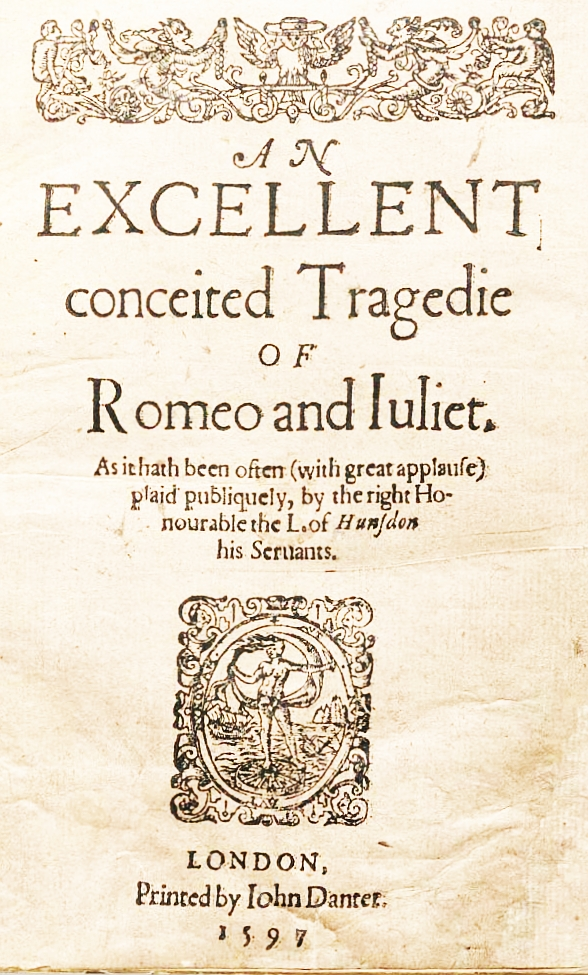 AN
EXCELLENT
conceited Tragedie
OF
Romeo and Iuliet.
As it hath been often (with great applause)
plaid publiquely, by the right Ho-
nourable the L. of Hunsdon
his Seruants.
LONDON,
Printed by Iohn Danter.
1597